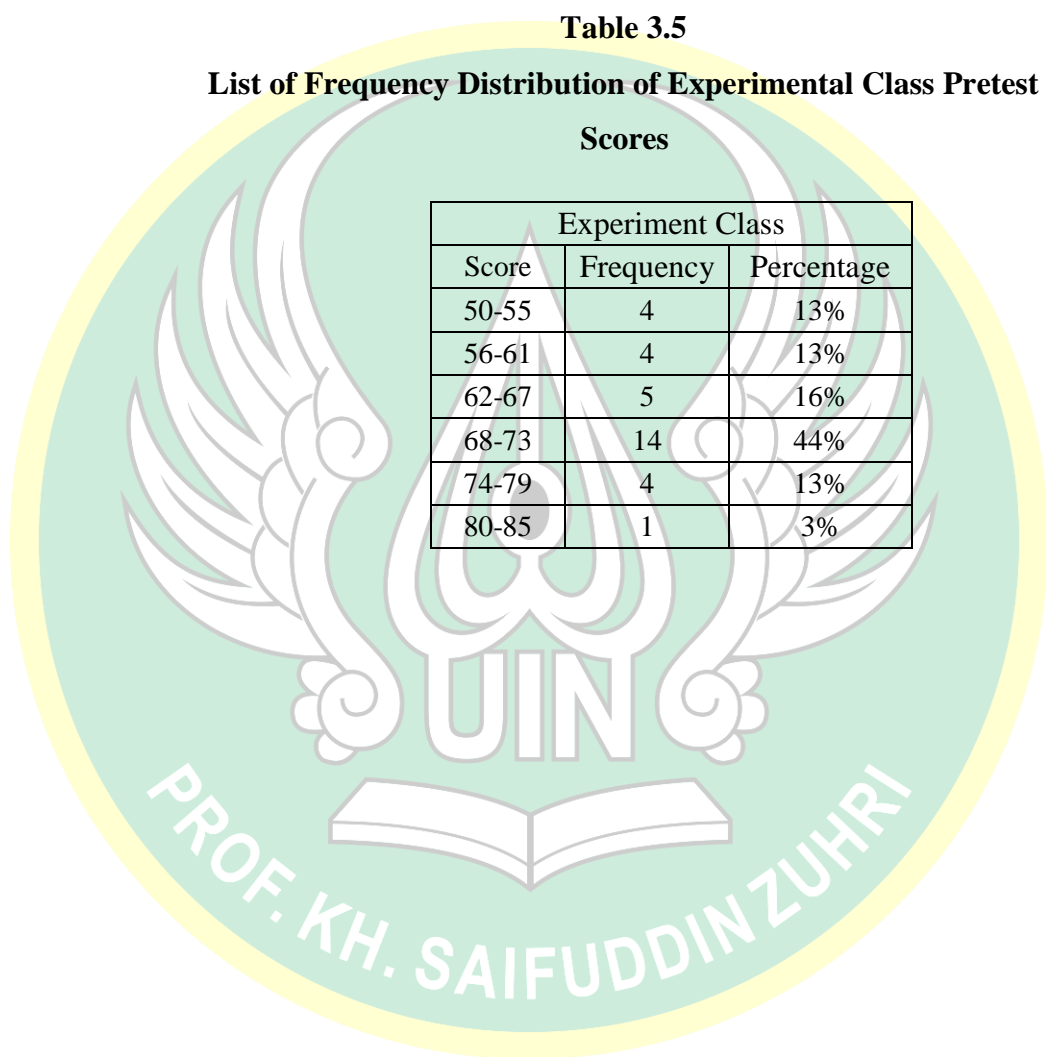 Table 3.5
List of Frequency Distribution of Experimental Class Pretest
Scores
Experiment Class
Score Frequency Percentage
50-55 4 13%
56-61 4 13%
62-67 5 16%
68-73 14 44%
74-79 4 13%
80-85 1 3%
UIN
PROF. KH. SAIFUDDIN ZUHRI